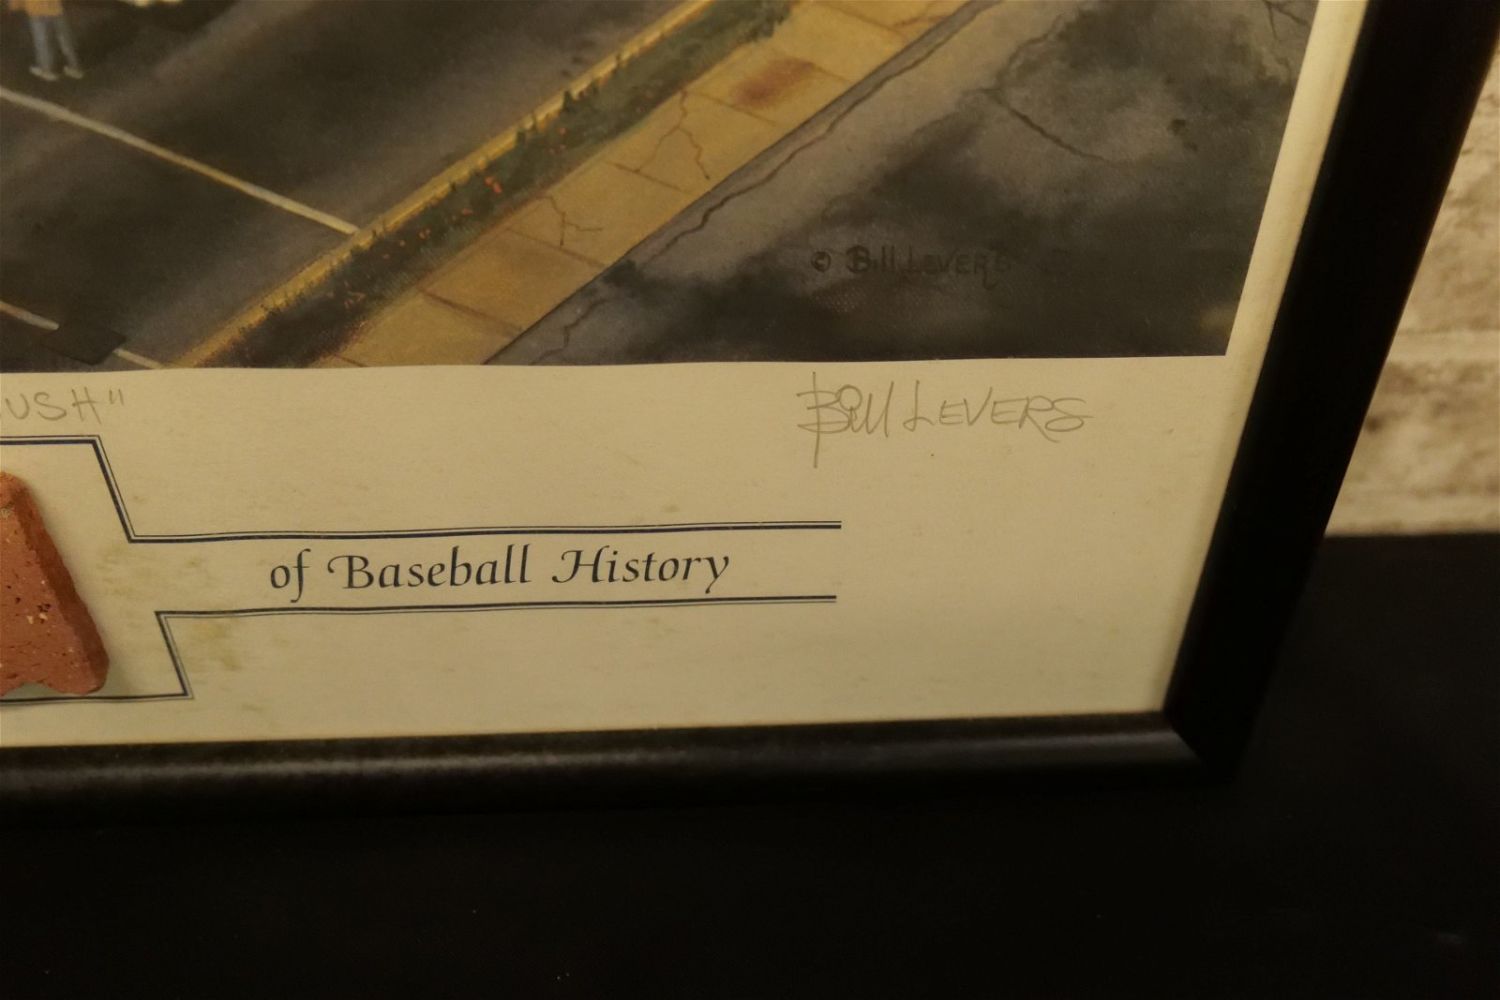 © Bill LEVERS
USH"
Bill LEVERS
of Baseball History